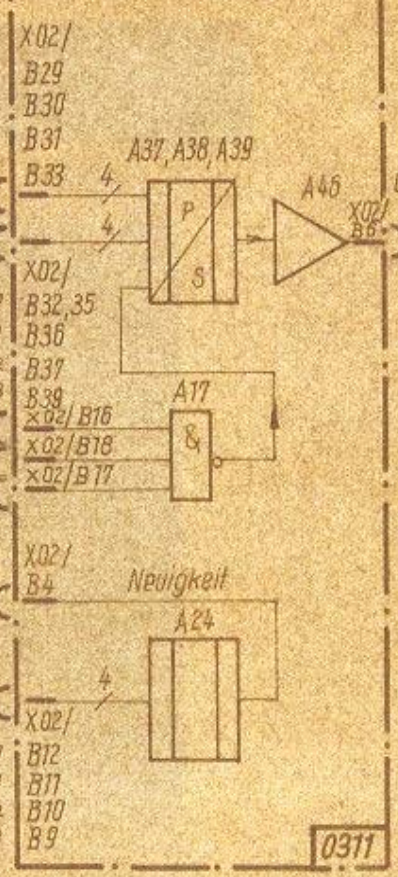 X02/
B29
B30
B31
B33
4
4
A37, A38, A39
P
S
A46
X02/
B6
X02/
B32,35
B36
B37
B39
X02/B16
X02/B18
X02/B17
A17
&
X02/
B4
Neuigkeit
A24
4
X02/
B12
B11
B10
B9
0311